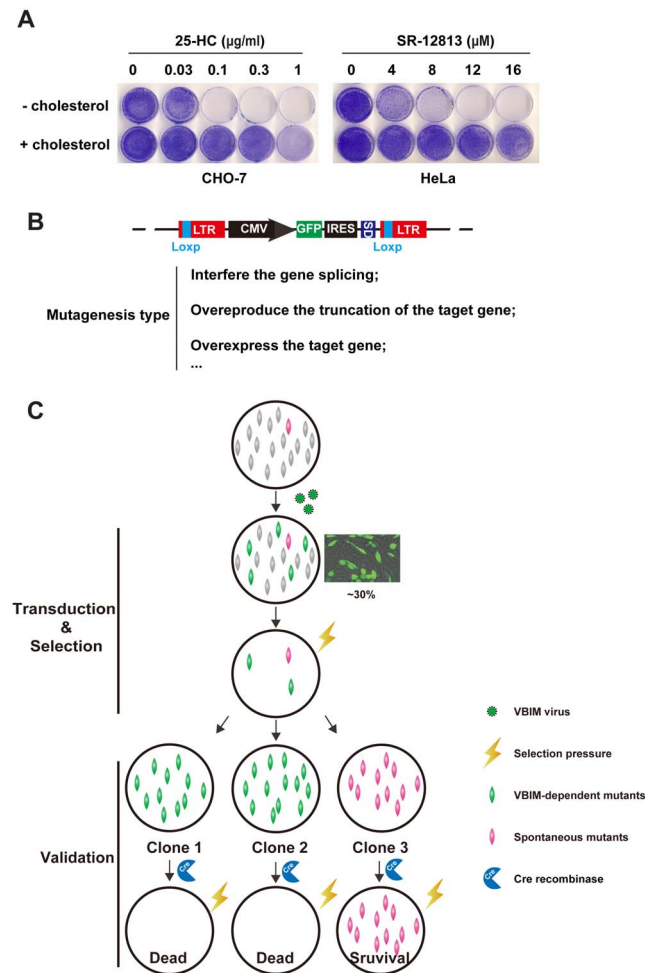 A
25-HC (µg/ml)
SR-12813 (µM)
0 0.03 0.1 0.3 1
0 4 8 12 16
- cholesterol
+ cholesterol
CHO-7
HeLa
B
LTR CMV GFP IRES SD LTR
Loxp Loxp
Mutagenesis type
Interfere the gene splicing;
Overeproduce the truncation of the taget gene;
Overexpress the taget gene;
...
C
~30%
Transduction
&
Selection
VBIM virus
Selection pressure
VBIM-dependent mutants
Spontaneous mutants
Cre recombinase
Validation
Clone 1 Clone 2 Clone 3
Cre Cre Cre Cre
Dead Dead Sruvival